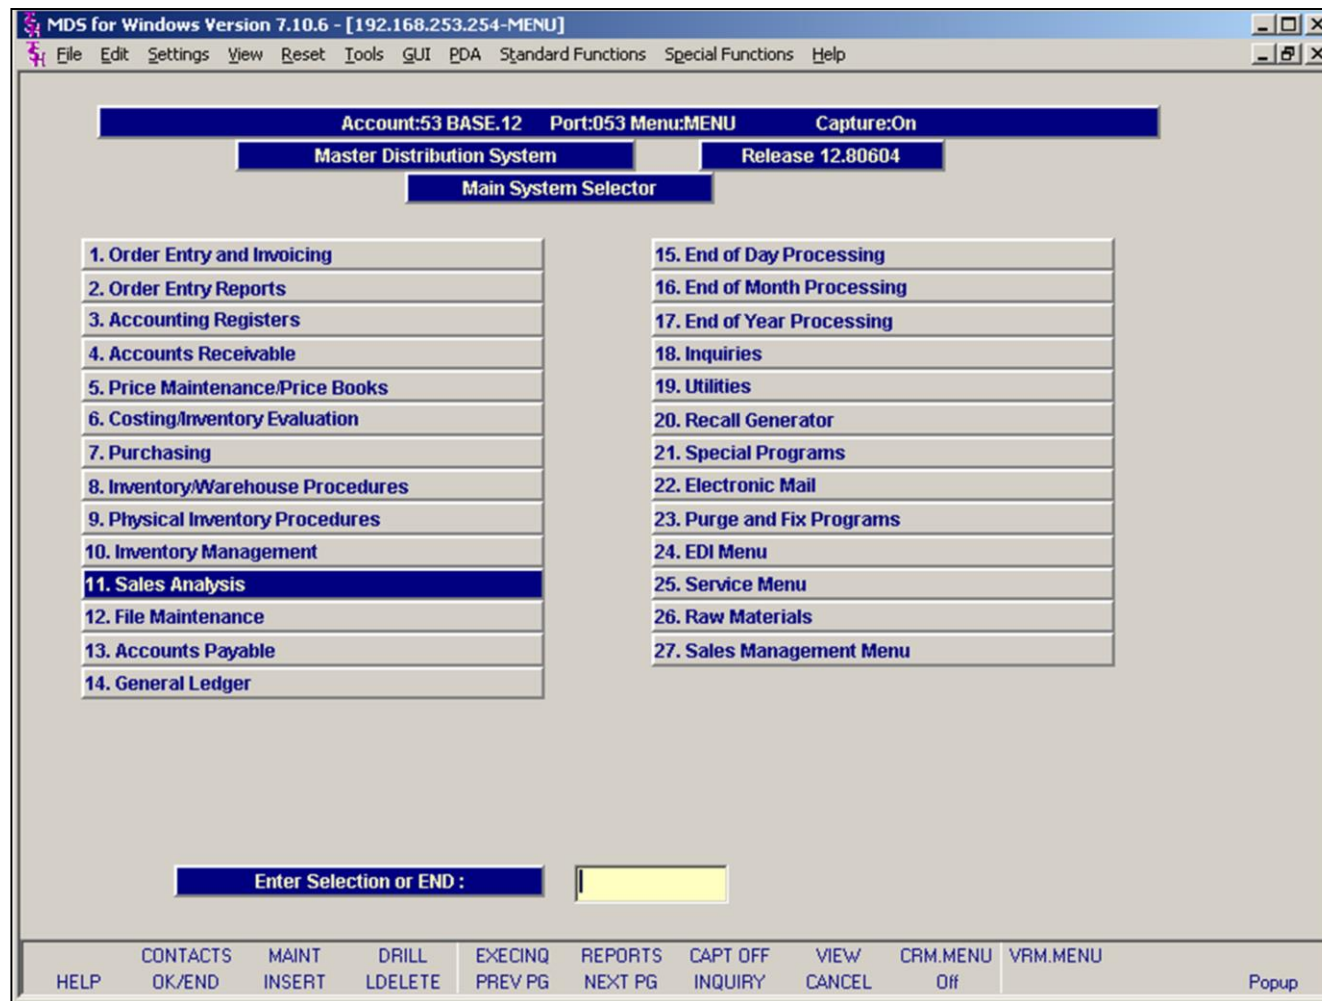 MDS for Windows Version 7.10.6 - [192.168.253.254-MENU]
File Edit Settings View Reset Tools GUI PDA Standard Functions Special Functions Help
Account:53 BASE.12 Port:053 Menu:MENU Capture:On
Master Distribution System Release 12.80604
Main System Selector
1. Order Entry and Invoicing
2. Order Entry Reports
3. Accounting Registers
4. Accounts Receivable
5. Price Maintenance/Price Books
6. Costing/Inventory Evaluation
7. Purchasing
8. Inventory/Warehouse Procedures
9. Physical Inventory Procedures
10. Inventory Management
11. Sales Analysis
12. File Maintenance
13. Accounts Payable
14. General Ledger
15. End of Day Processing
16. End of Month Processing
17. End of Year Processing
18. Inquiries
19. Utilities
20. Recall Generator
21. Special Programs
22. Electronic Mail
23. Purge and Fix Programs
24. EDI Menu
25. Service Menu
26. Raw Materials
27. Sales Management Menu
Enter Selection or END :
CONTACTS MAINT DRILL EXECINQ REPORTS CAPT OFF VIEW CRM.MENU VRM.MENU
HELP OK/END INSERT LDELETE PREV PG NEXT PG INQUIRY CANCEL Off Popup